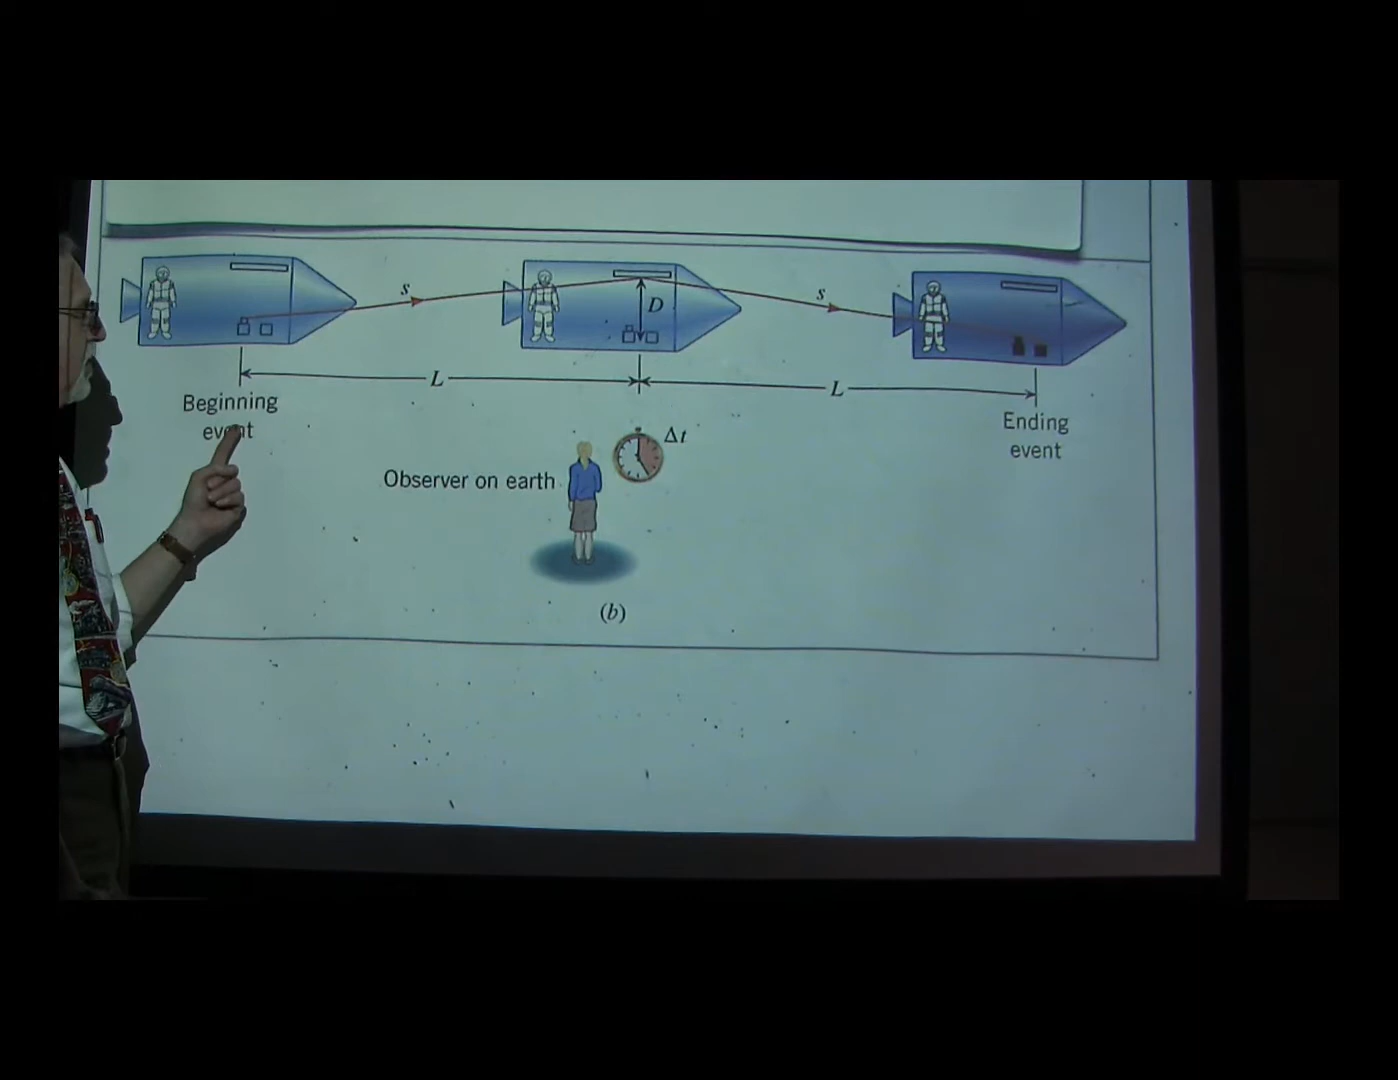 s
s
D
L
L
Beginning
event
Ending
event
Δt
Observer on earth
(b)